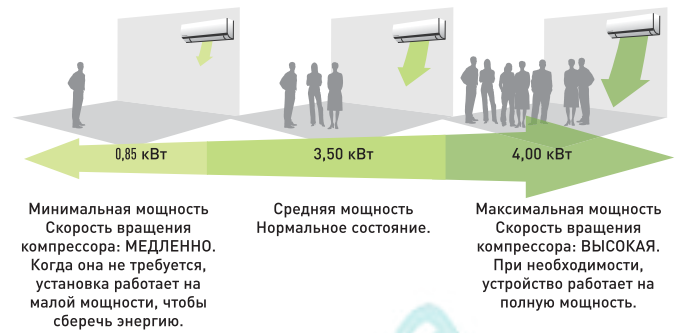 0,85 кВт
3,50 кВт
4,00 кВт
Минимальная мощность
Скорость вращения
компрессора: МЕДЛЕННО.
Когда она не требуется,
установка работает на
малой мощности, чтобы
сберечь энергию.
Средняя мощность
Нормальное состояние.
Максимальная мощность
Скорость вращения
компрессора: ВЫСОКАЯ.
При необходимости,
устройство работает на
полную мощность.